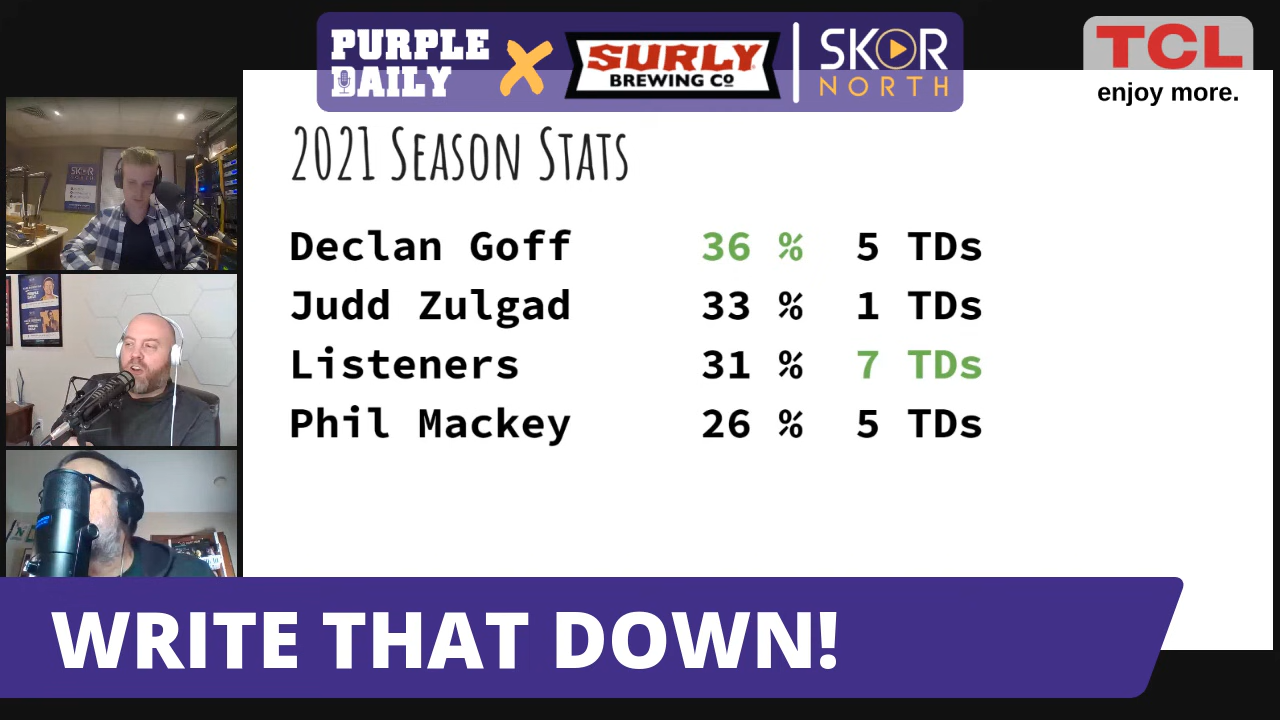 PURPLE DAILY
SURLY
BREWING CO
SKOR
NORTH
TCL
enjoy more.
2021 Season Stats
Declan Goff 36 % 5 TDs
Judd Zulgad 33 % 1 TDs
Listeners 31 % 7 TDs
Phil Mackey 26 % 5 TDs
SKOR
WRITE THAT DOWN!